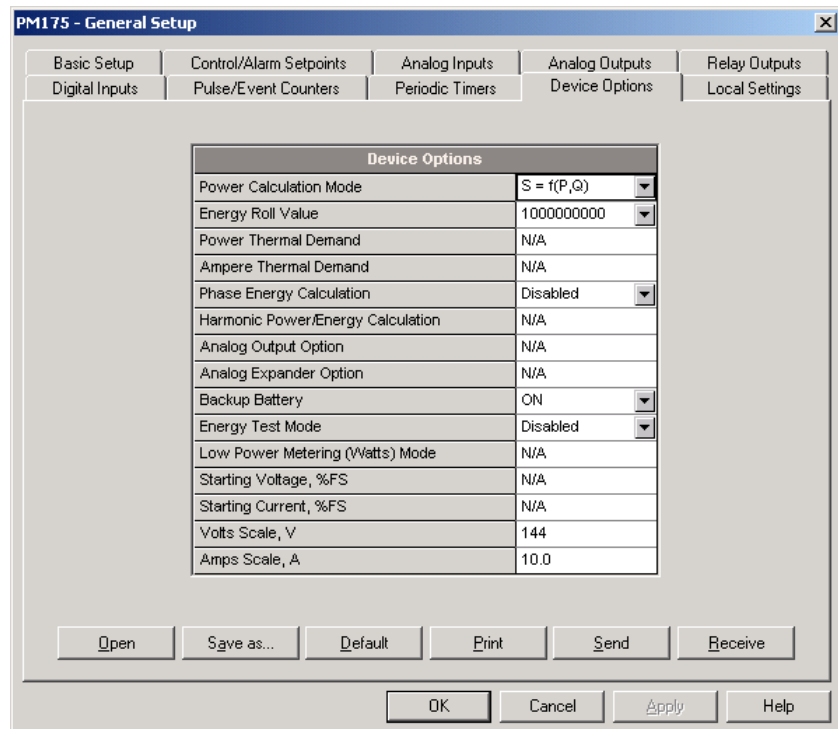 PM175 - General Setup
Basic Setup Control/Alarm Setpoints Analog Inputs Analog Outputs Relay Outputs
Digital Inputs Pulse/Event Counters Periodic Timers Device Options Local Settings
Device Options
Power Calculation Mode S = f(P,Q)
Energy Roll Value 1000000000
Power Thermal Demand N/A
Ampere Thermal Demand N/A
Phase Energy Calculation Disabled
Harmonic Power/Energy Calculation N/A
Analog Output Option N/A
Analog Expander Option N/A
Backup Battery ON
Energy Test Mode Disabled
Low Power Metering (Watts) Mode N/A
Starting Voltage, %FS N/A
Starting Current, %FS N/A
Volts Scale, V 144
Amps Scale, A 10.0
Open Save as... Default Print Send Receive
OK Cancel Apply Help